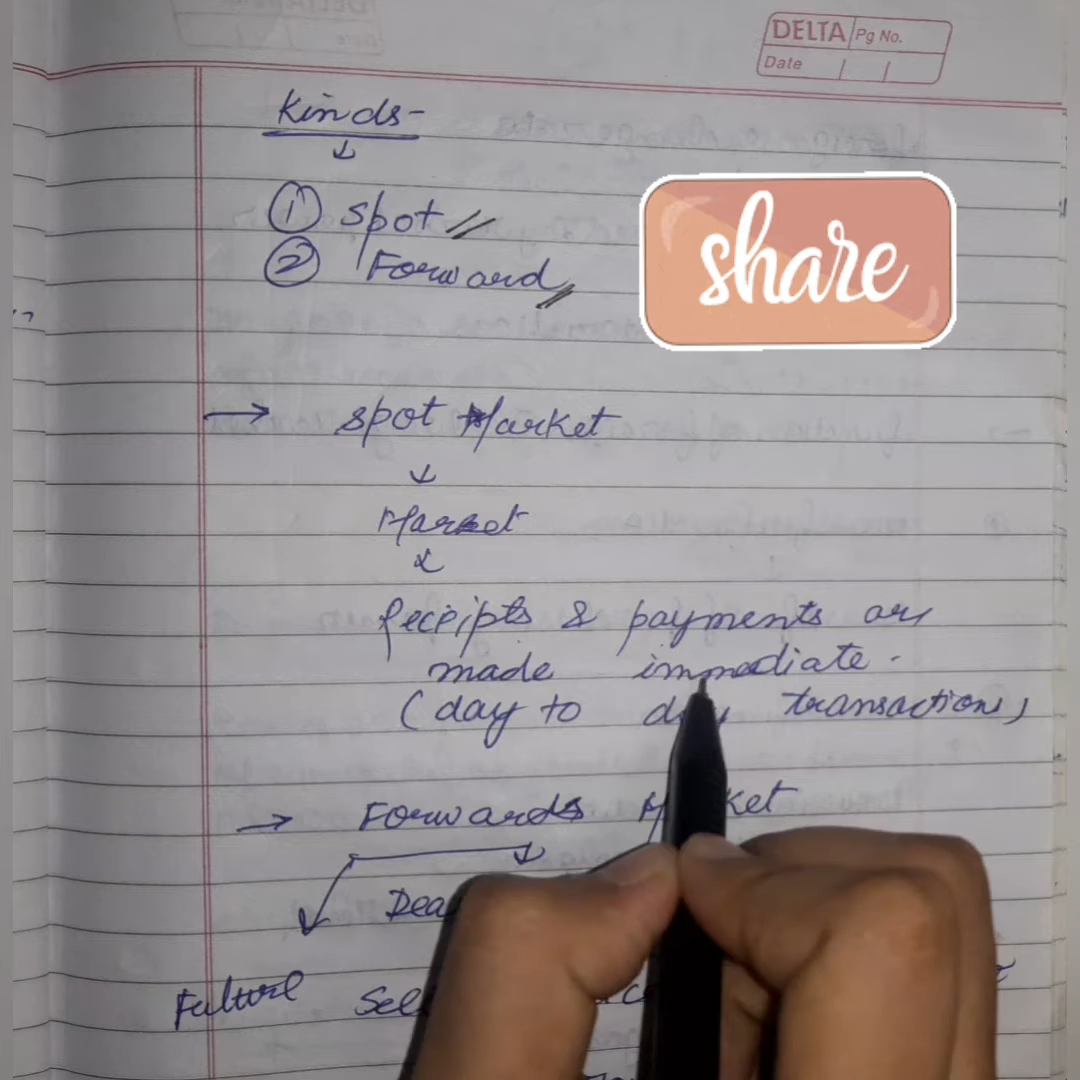 DELTA Pg No.
Date
Kinds-
① Spot
② Forward
share
→ Spot Market
Market
Receipts & payments are
made immediate.
(day to day transactions)
→ Forwards Market
Future